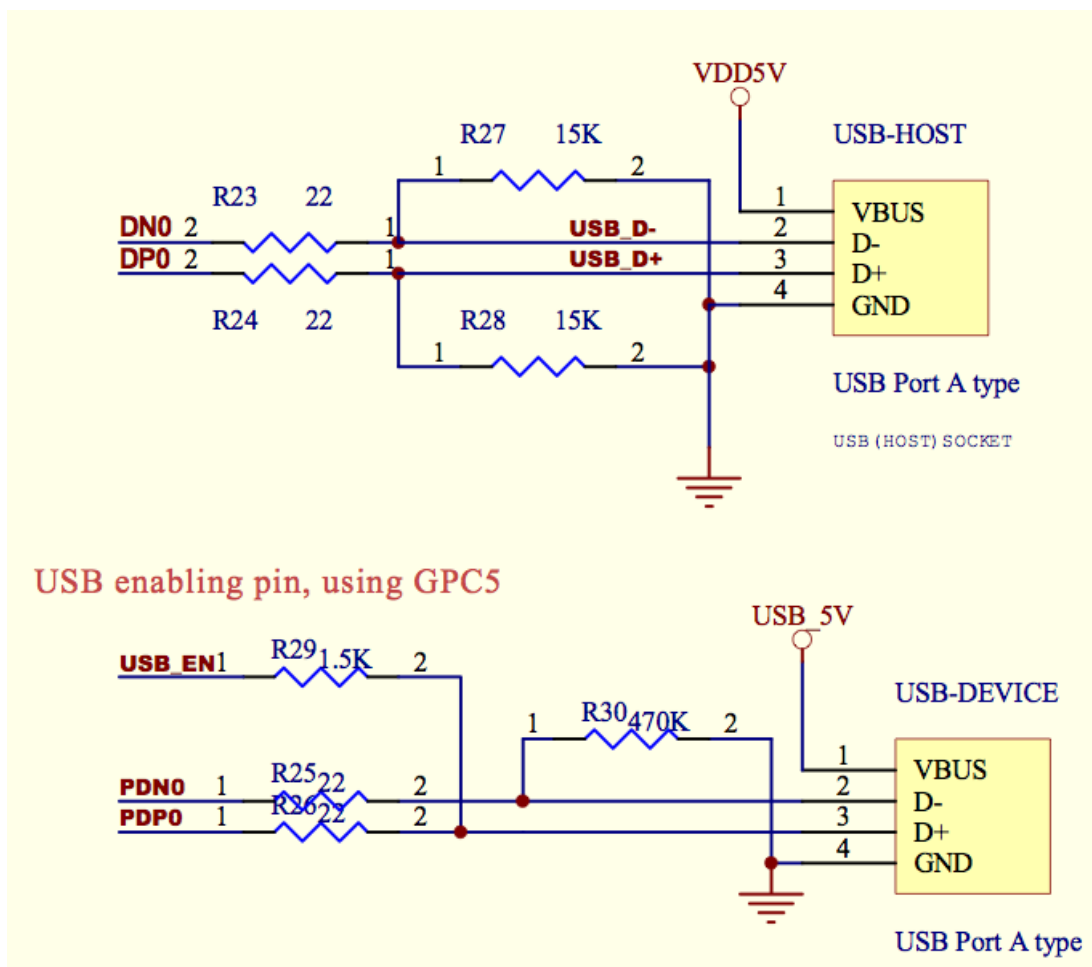 VDD5V
R27 15K
USB-HOST
1 2
R23 22
1 VBUS
DN0 2 1 USB_D- 2 D-
DP0 2 1 USB_D+ 3 D+
4 GND
R24 22
R28 15K
1 2
USB Port A type
USB(HOST)SOCKET
USB enabling pin, using GPC5
USB_5V
USB_EN 1 R29 1.5K 2
USB-DEVICE
1 R30 470K 2
1 VBUS
PDN0 1 R25 22 2 2 D-
PDP0 1 R26 22 2 3 D+
4 GND
USB Port A type